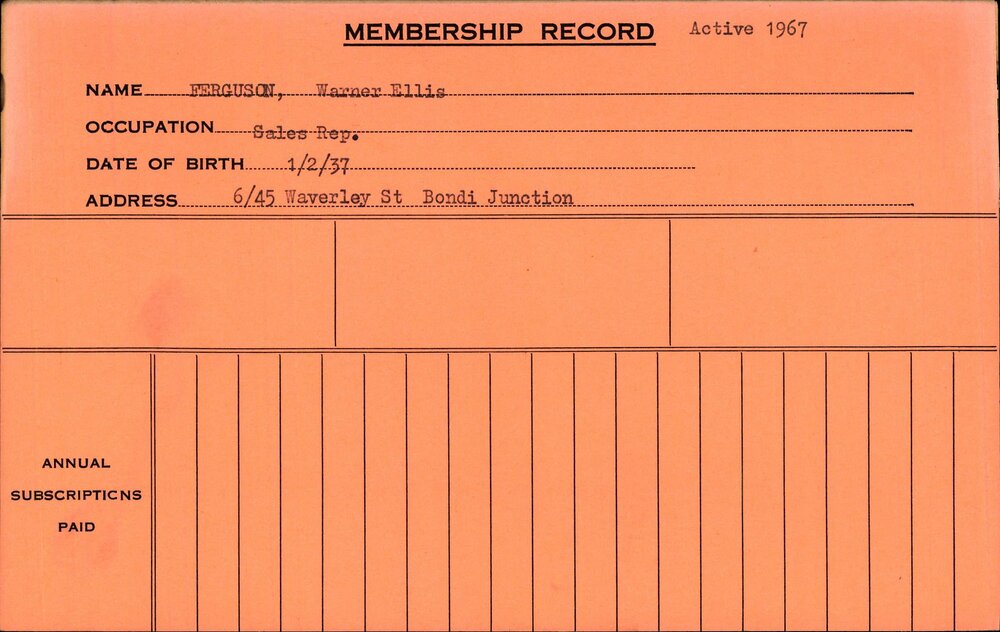 MEMBERSHIP RECORD Active 1967
NAME FERGUSON, Warner Ellis
OCCUPATION Sales Rep.
DATE OF BIRTH 1/2/37
ADDRESS 6/45 Waverley St Bondi Junction
ANNUAL
SUBSCRIPTIONS
PAID